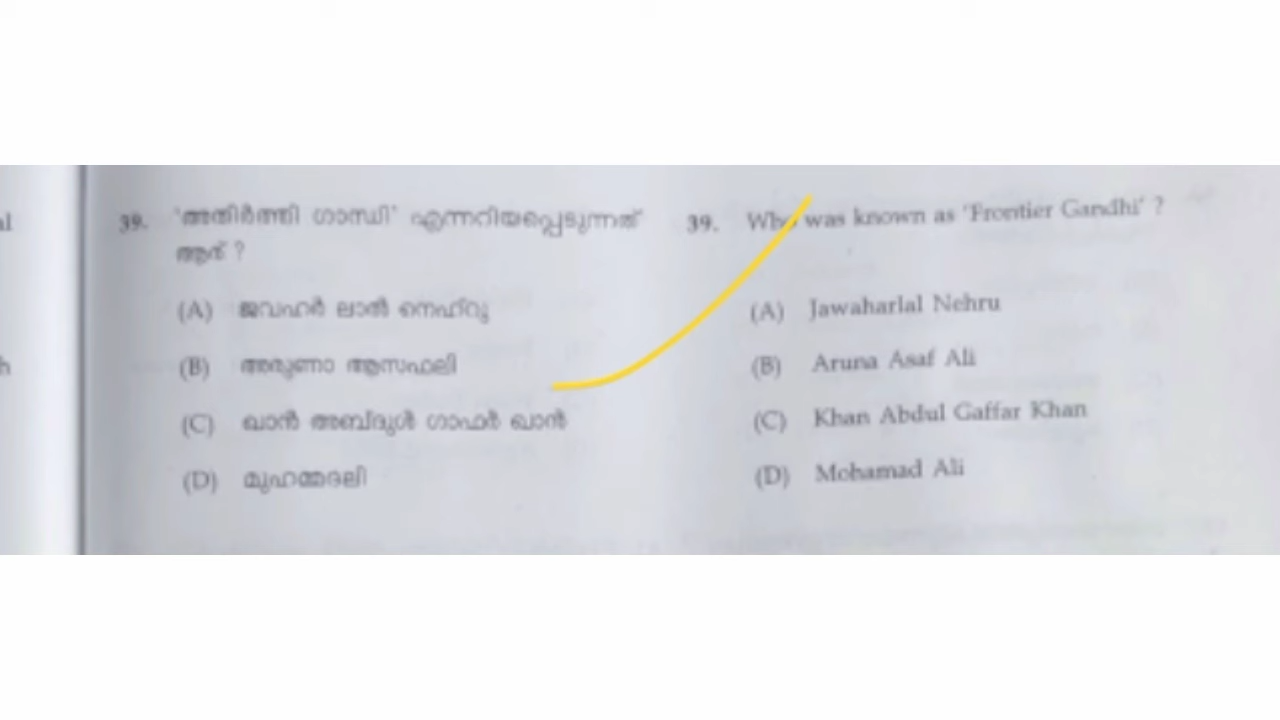 39. 'അതിർത്തി ഗാന്ധി' എന്നറിയപ്പെടുന്നത്
ആര് ?
(A) ജവഹർ ലാൽ നെഹ്റു
(B) അരുണാ ആസഫലി
(C) ഖാൻ അബ്ദുൾ ഗാഫർ ഖാൻ
(D) മുഹമ്മദലി
39. Who was known as 'Frontier Gandhi' ?
(A) Jawaharlal Nehru
(B) Aruna Asaf Ali
(C) Khan Abdul Gaffar Khan
(D) Mohamad Ali